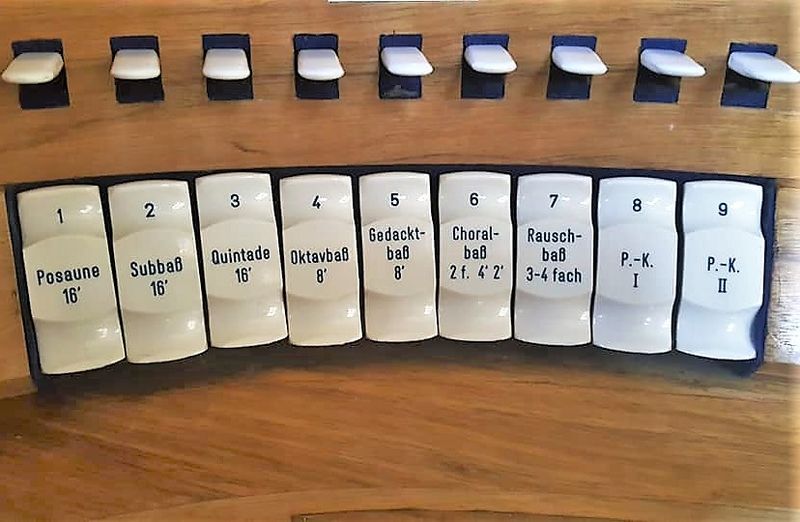 1
Posaune
16'
2
Subbaß
16'
3
Quintade
16'
4
Oktavbaß
8'
5
Gedackt-
baß
8'
6
Choral-
baß
2 f. 4' 2'
7
Rausch-
baß
3-4 fach
8
P.-K.
I
9
P.-K.
II